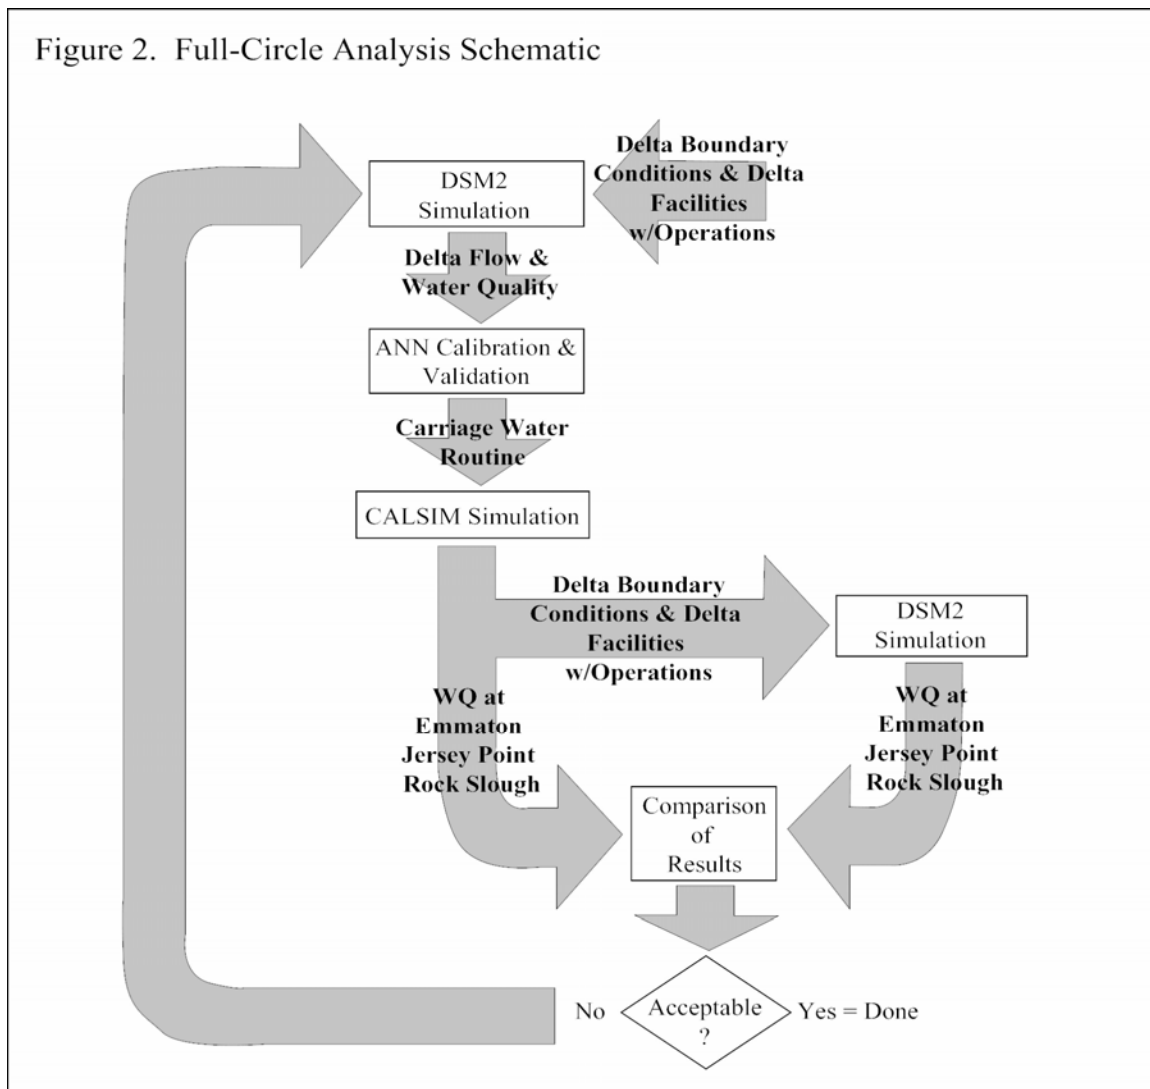 Figure 2.  Full-Circle Analysis Schematic
DSM2
Simulation
Delta Boundary
Conditions & Delta
Facilities
w/Operations
Delta Flow &
Water Quality
ANN Calibration &
Validation
Carriage Water
Routine
CALSIM Simulation
Delta Boundary
Conditions & Delta
Facilities
w/Operations
DSM2
Simulation
WQ at
Emmaton
Jersey Point
Rock Slough
WQ at
Emmaton
Jersey Point
Rock Slough
Comparison
of
Results
No
Acceptable
?
Yes = Done